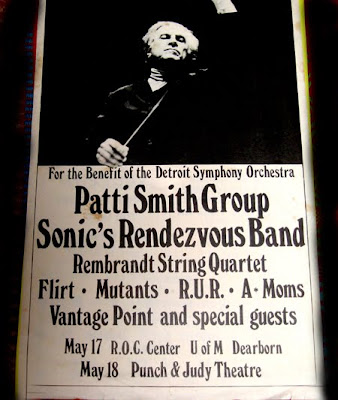 For the Benefit of the Detroit Symphony Orchestra
Patti Smith Group
Sonic's Rendezvous Band
Rembrandt String Quartet
Flirt • Mutants • R.U.R. • A•Moms
Vantage Point and special guests
May 17 R.O.C. Center U of M Dearborn
May 18 Punch & Judy Theatre